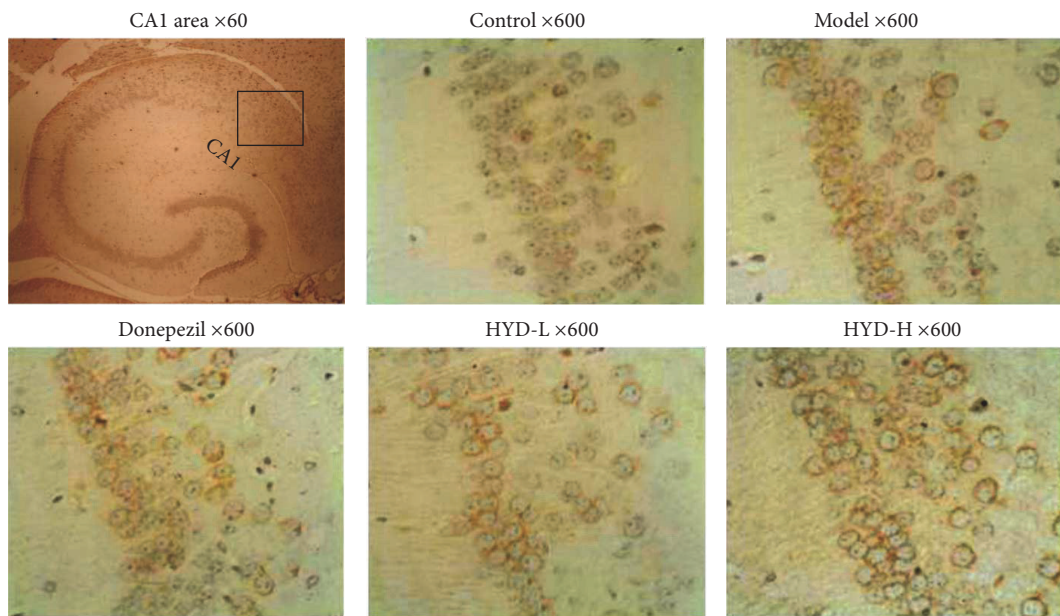 CA1 area ×60
Control ×600
Model ×600
CA1
Donepezil ×600
HYD-L ×600
HYD-H ×600